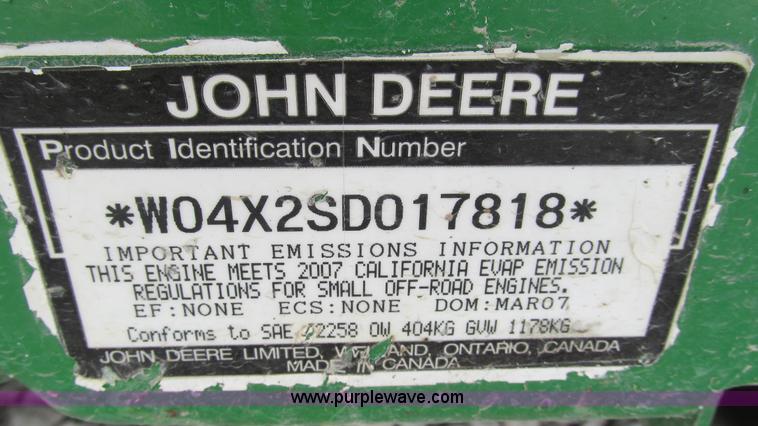 JOHN DEERE
Product Identification Number
*W04X2SD017818*
IMPORTANT EMISSIONS INFORMATION
THIS ENGINE MEETS 2007 CALIFORNIA EVAP EMISSION
REGULATIONS FOR SMALL OFF-ROAD ENGINES.
EF:NONE ECS:NONE DOM:MAR07
Conforms to SAE OW 404KG GVW 1178KG
JOHN DEERE LIMITED, ONTARIO, CANADA
MADE IN CANADA
www.purplewave.com